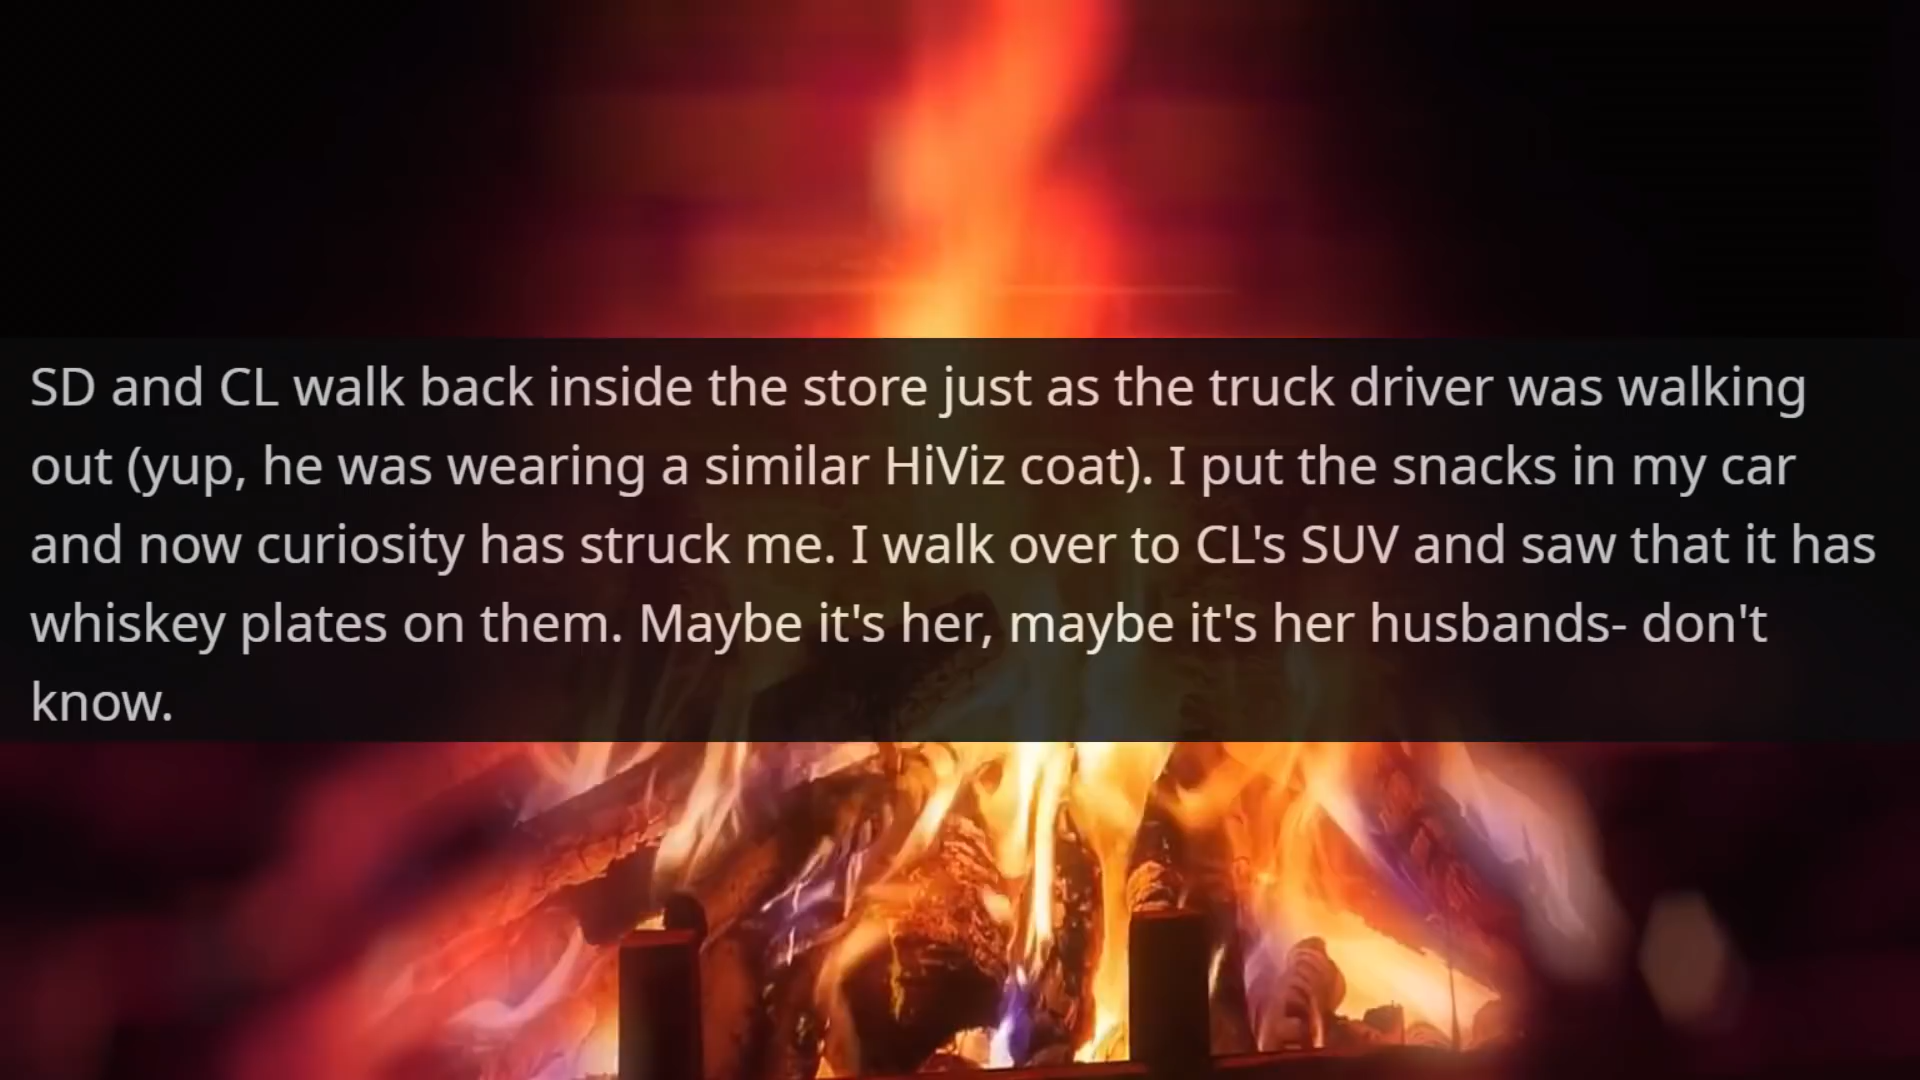 SD and CL walk back inside the store just as the truck driver was walking
out (yup, he was wearing a similar HiViz coat). I put the snacks in my car
and now curiosity has struck me. I walk over to CL's SUV and saw that it has
whiskey plates on them. Maybe it's her, maybe it's her husbands- don't
know.